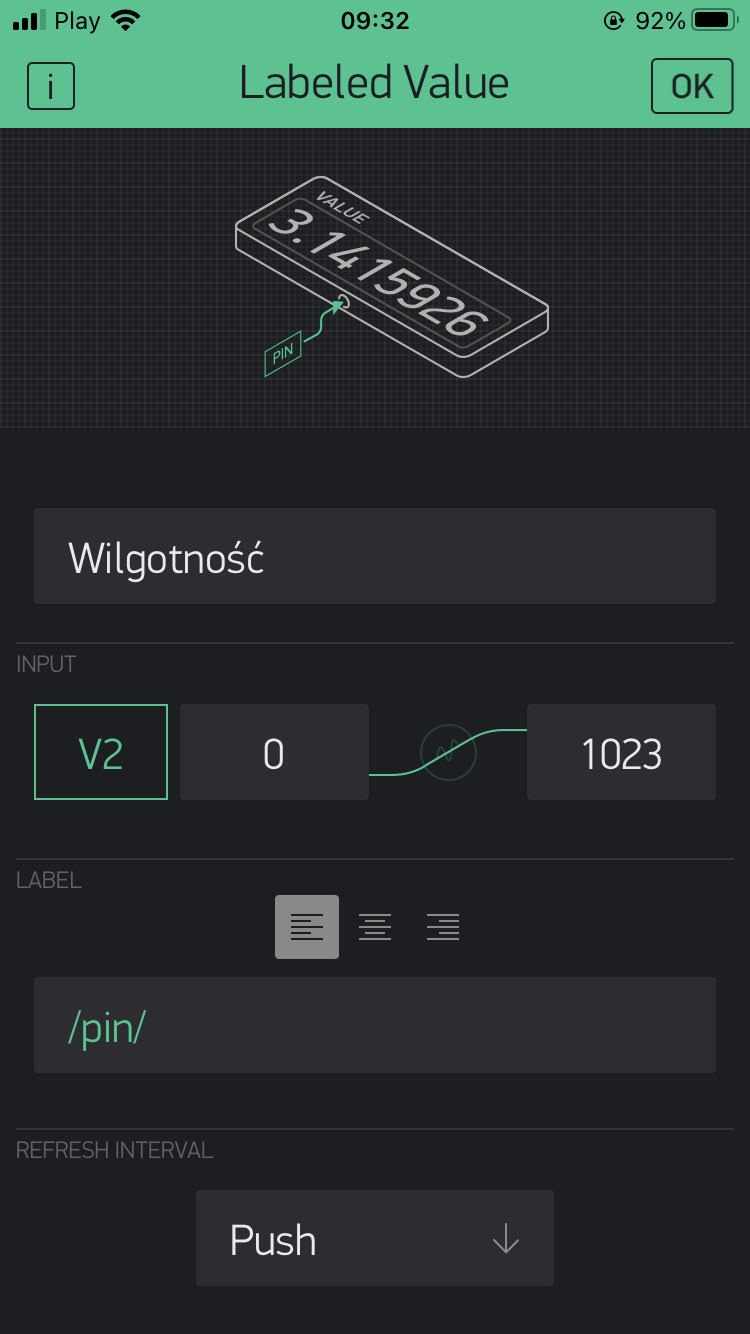 Play 09:32 92%
i Labeled Value OK
VALUE
3.1415926
PIN
Wilgotność
INPUT
V2 0 1023
LABEL
/pin/
REFRESH INTERVAL
Push